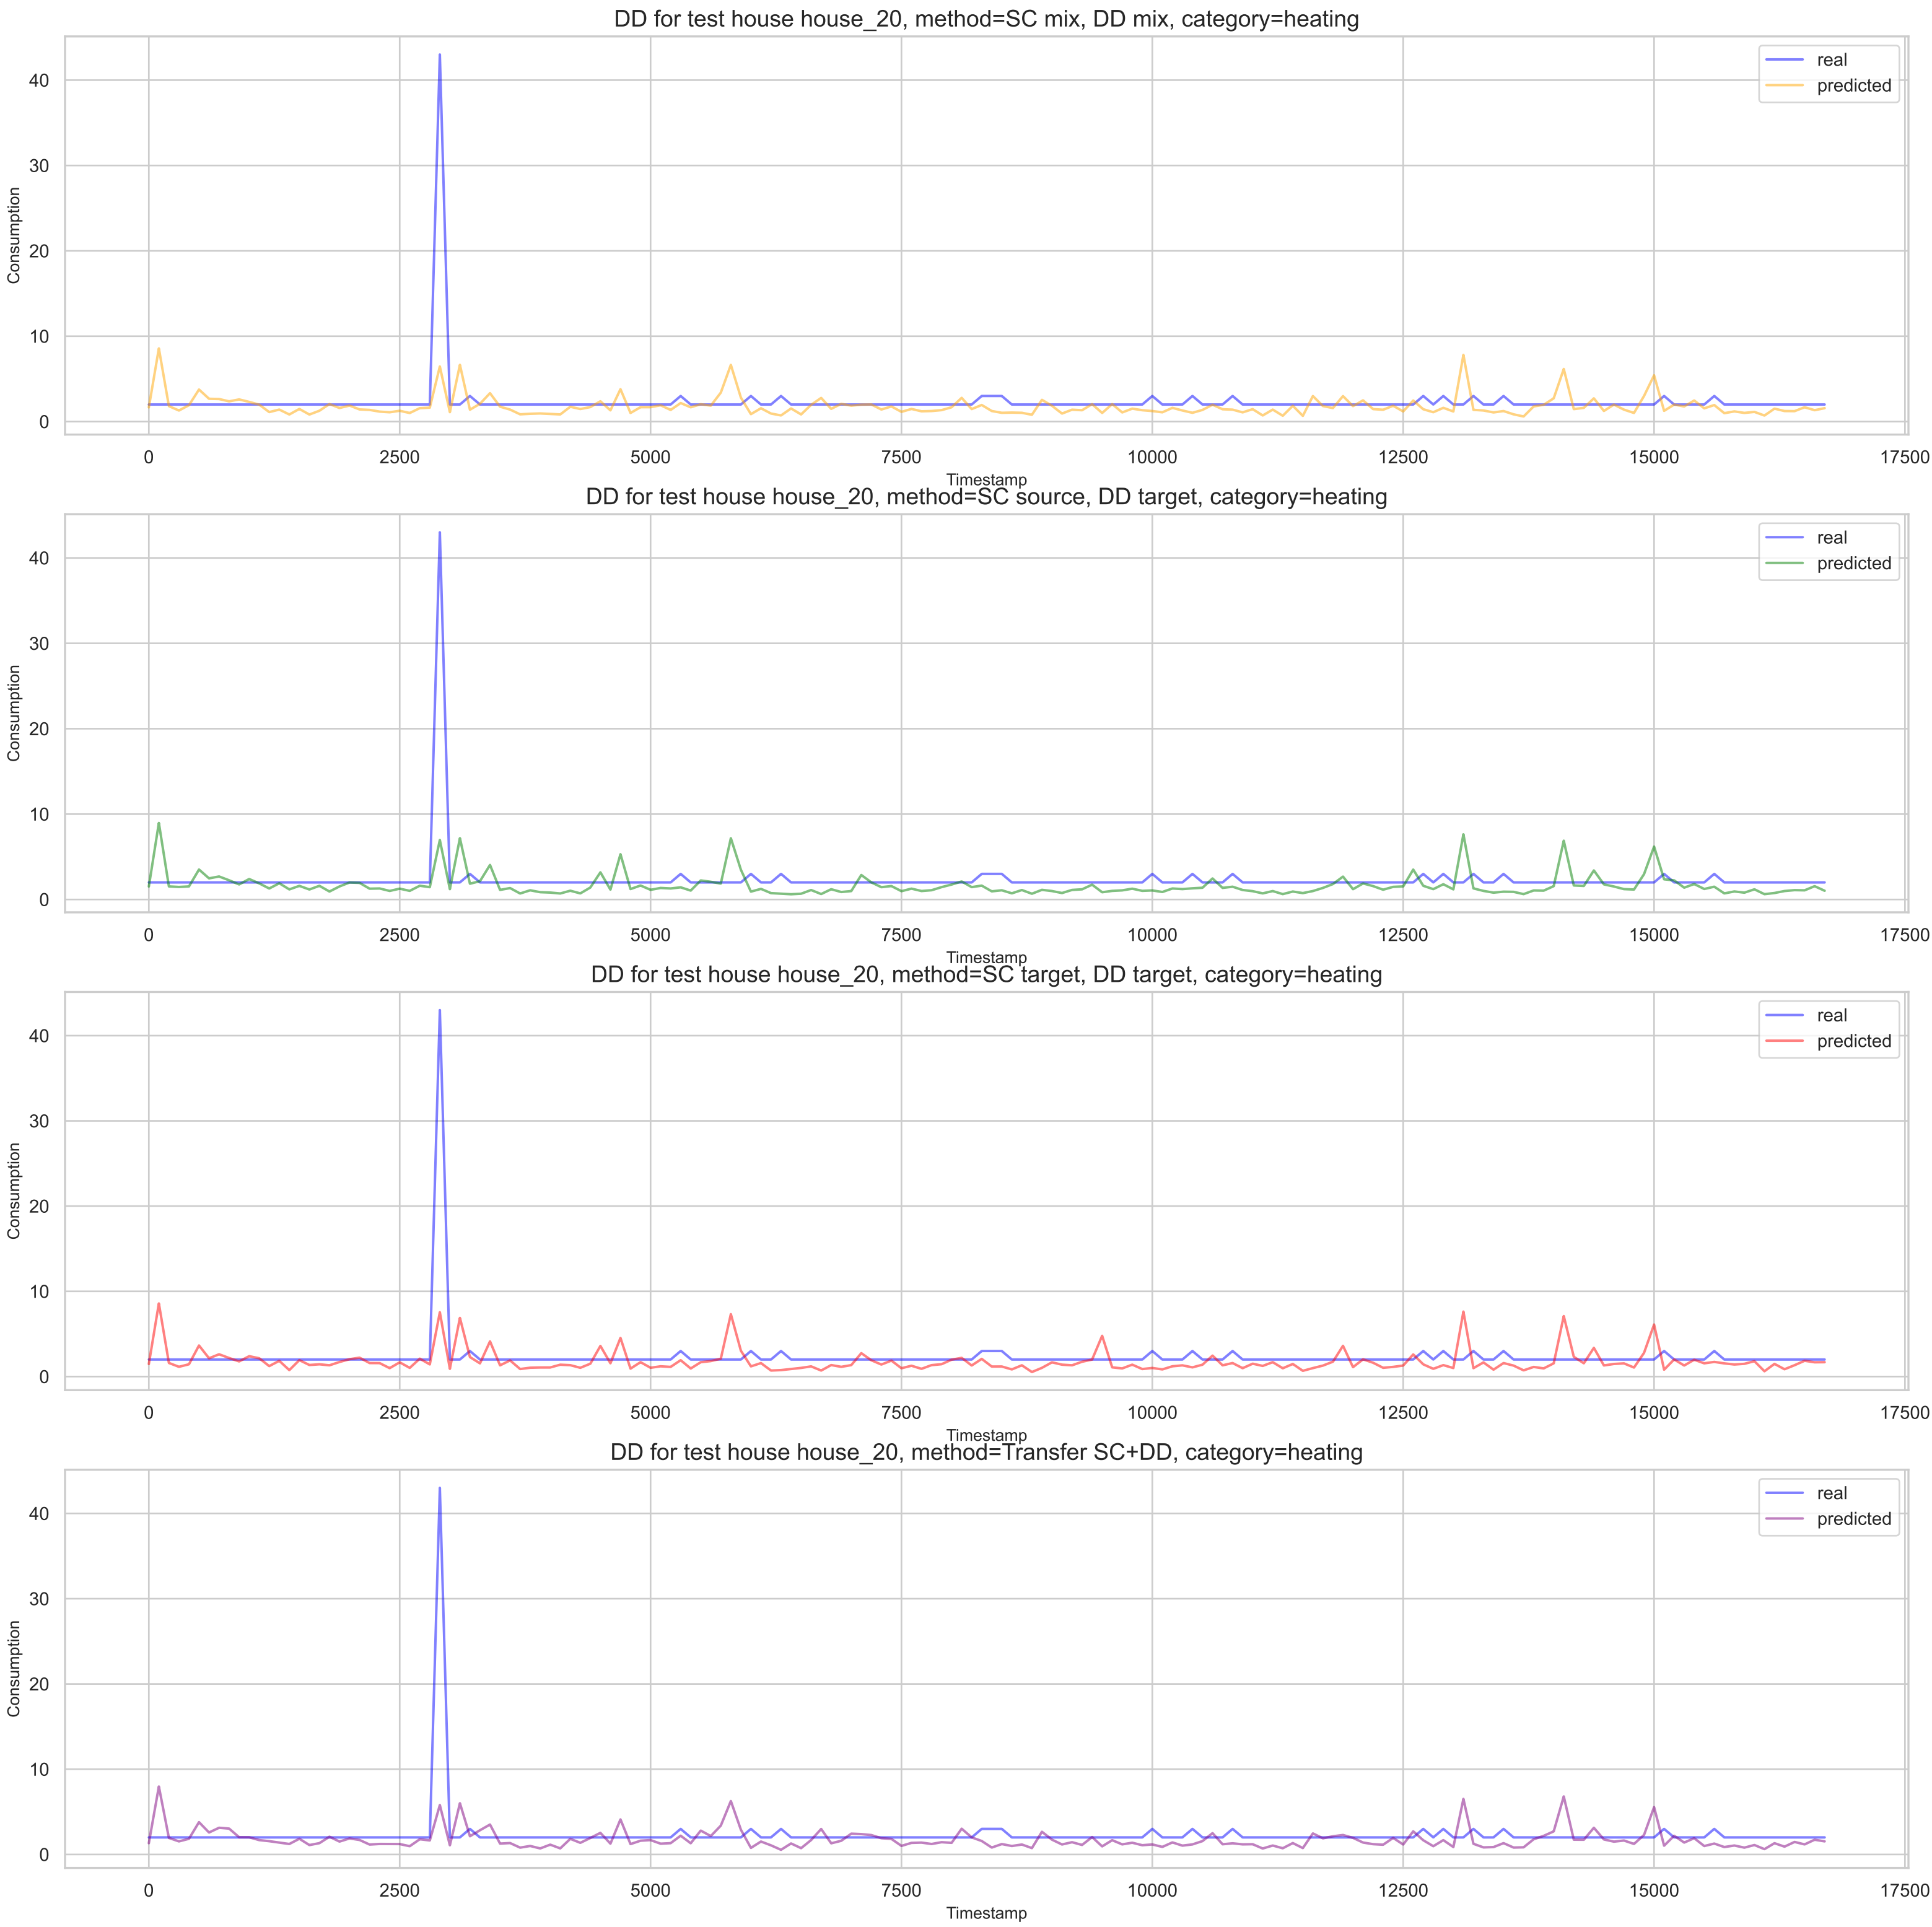 DD for test house house_20, method=SC mix, DD mix, category=heating
real
predicted
Consumption
40
30
20
10
0
0 2500 5000 7500 10000 12500 15000 17500
Timestamp
DD for test house house_20, method=SC source, DD target, category=heating
real
predicted
Consumption
40
30
20
10
0
0 2500 5000 7500 10000 12500 15000 17500
Timestamp
DD for test house house_20, method=SC target, DD target, category=heating
real
predicted
Consumption
40
30
20
10
0
0 2500 5000 7500 10000 12500 15000 17500
Timestamp
DD for test house house_20, method=Transfer SC+DD, category=heating
real
predicted
Consumption
40
30
20
10
0
0 2500 5000 7500 10000 12500 15000 17500
Timestamp